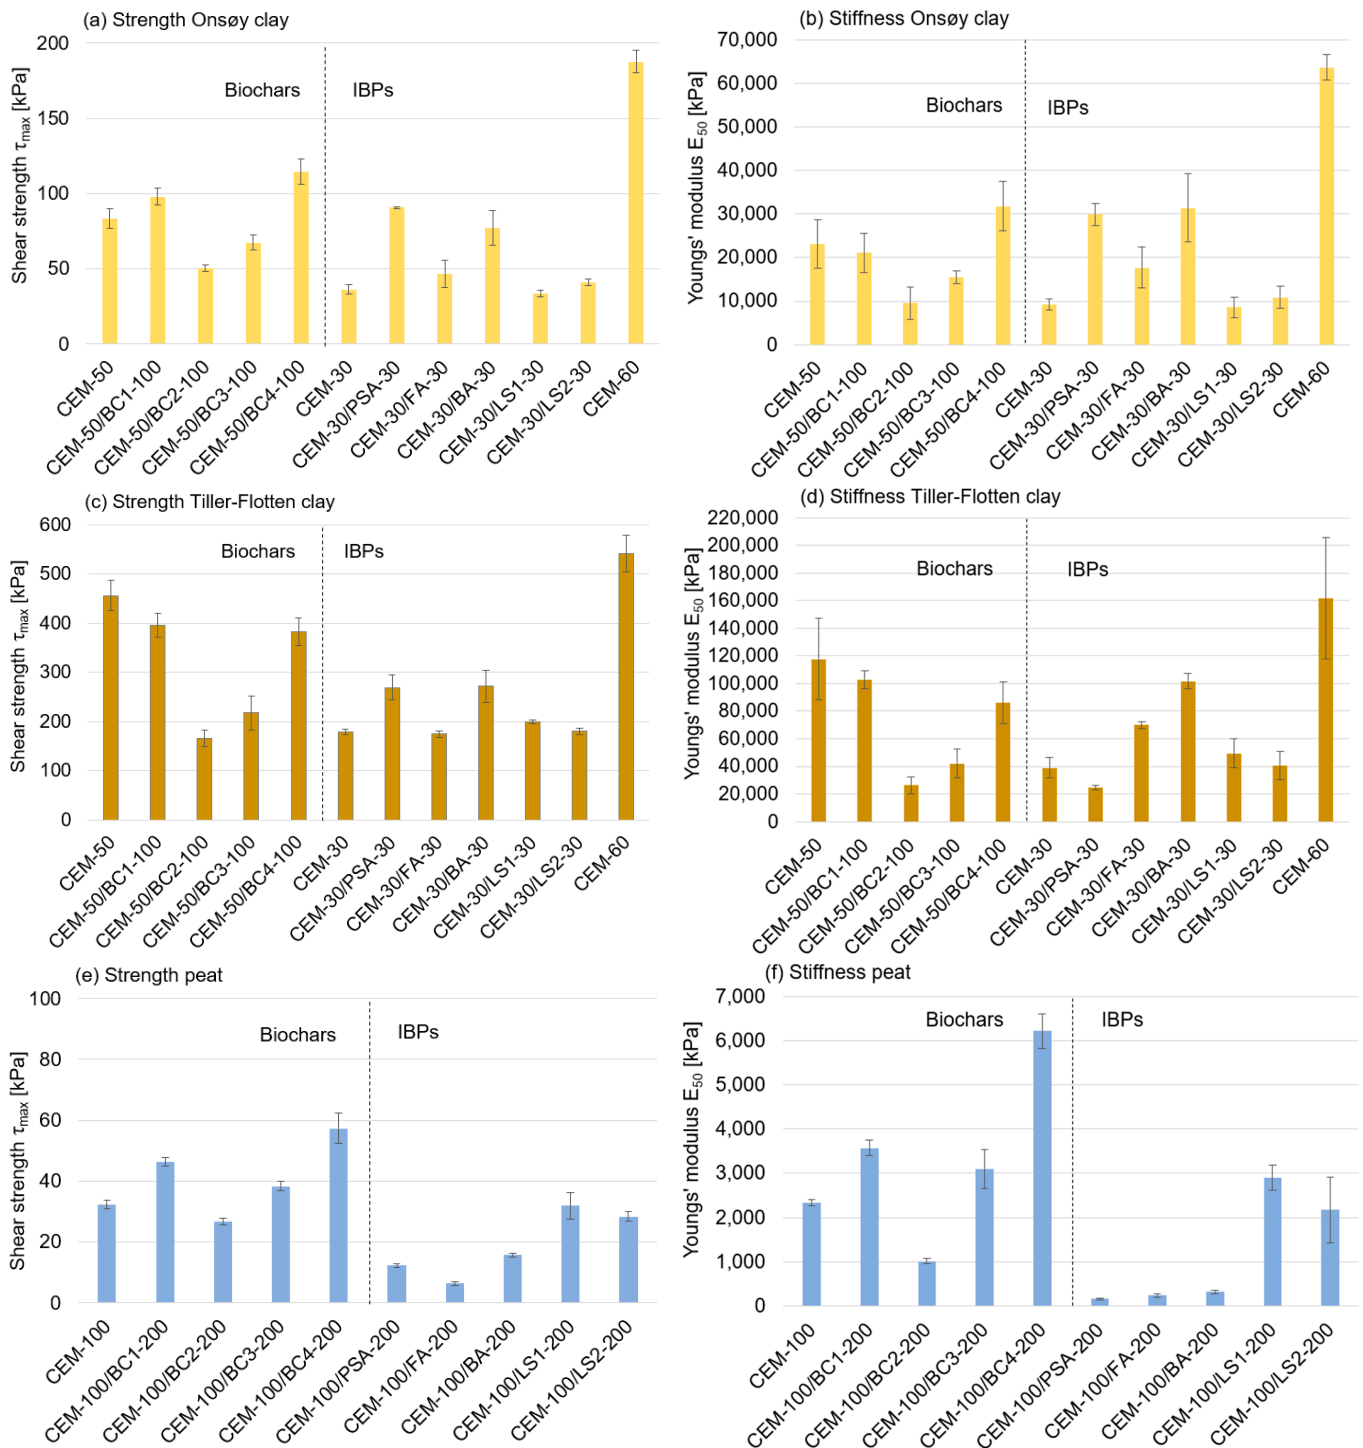 (a) Strength Onsøy clay
Shear strength τmax [kPa]
200
150
100
50
0
Biochars
IBPs
CEM-50
CEM-50/BC1-100
CEM-50/BC2-100
CEM-50/BC3-100
CEM-50/BC4-100
CEM-30
CEM-30/PSA-30
CEM-30/FA-30
CEM-30/BA-30
CEM-30/LS1-30
CEM-30/LS2-30
CEM-60
(b) Stiffness Onsøy clay
Youngs' modulus E50 [kPa]
70,000
60,000
50,000
40,000
30,000
20,000
10,000
0
Biochars
IBPs
CEM-50
CEM-50/BC1-100
CEM-50/BC2-100
CEM-50/BC3-100
CEM-50/BC4-100
CEM-30
CEM-30/PSA-30
CEM-30/FA-30
CEM-30/BA-30
CEM-30/LS1-30
CEM-30/LS2-30
CEM-60
(c) Strength Tiller-Flotten clay
Shear strength τmax [kPa]
600
500
400
300
200
100
0
Biochars
IBPs
CEM-50
CEM-50/BC1-100
CEM-50/BC2-100
CEM-50/BC3-100
CEM-50/BC4-100
CEM-30
CEM-30/PSA-30
CEM-30/FA-30
CEM-30/BA-30
CEM-30/LS1-30
CEM-30/LS2-30
CEM-60
(d) Stiffness Tiller-Flotten clay
Youngs' modulus E50 [kPa]
220,000
200,000
180,000
160,000
140,000
120,000
100,000
80,000
60,000
40,000
20,000
0
Biochars
IBPs
CEM-50
CEM-50/BC1-100
CEM-50/BC2-100
CEM-50/BC3-100
CEM-50/BC4-100
CEM-30
CEM-30/PSA-30
CEM-30/FA-30
CEM-30/BA-30
CEM-30/LS1-30
CEM-30/LS2-30
CEM-60
(e) Strength peat
Shear strength τmax [kPa]
100
80
60
40
20
0
Biochars
IBPs
CEM-100
CEM-100/BC1-200
CEM-100/BC2-200
CEM-100/BC3-200
CEM-100/BC4-200
CEM-100/PSA-200
CEM-100/FA-200
CEM-100/BA-200
CEM-100/LS1-200
CEM-100/LS2-200
(f) Stiffness peat
Youngs' modulus E50 [kPa]
7,000
6,000
5,000
4,000
3,000
2,000
1,000
0
Biochars
IBPs
CEM-100
CEM-100/BC1-200
CEM-100/BC2-200
CEM-100/BC3-200
CEM-100/BC4-200
CEM-100/PSA-200
CEM-100/FA-200
CEM-100/BA-200
CEM-100/LS1-200
CEM-100/LS2-200